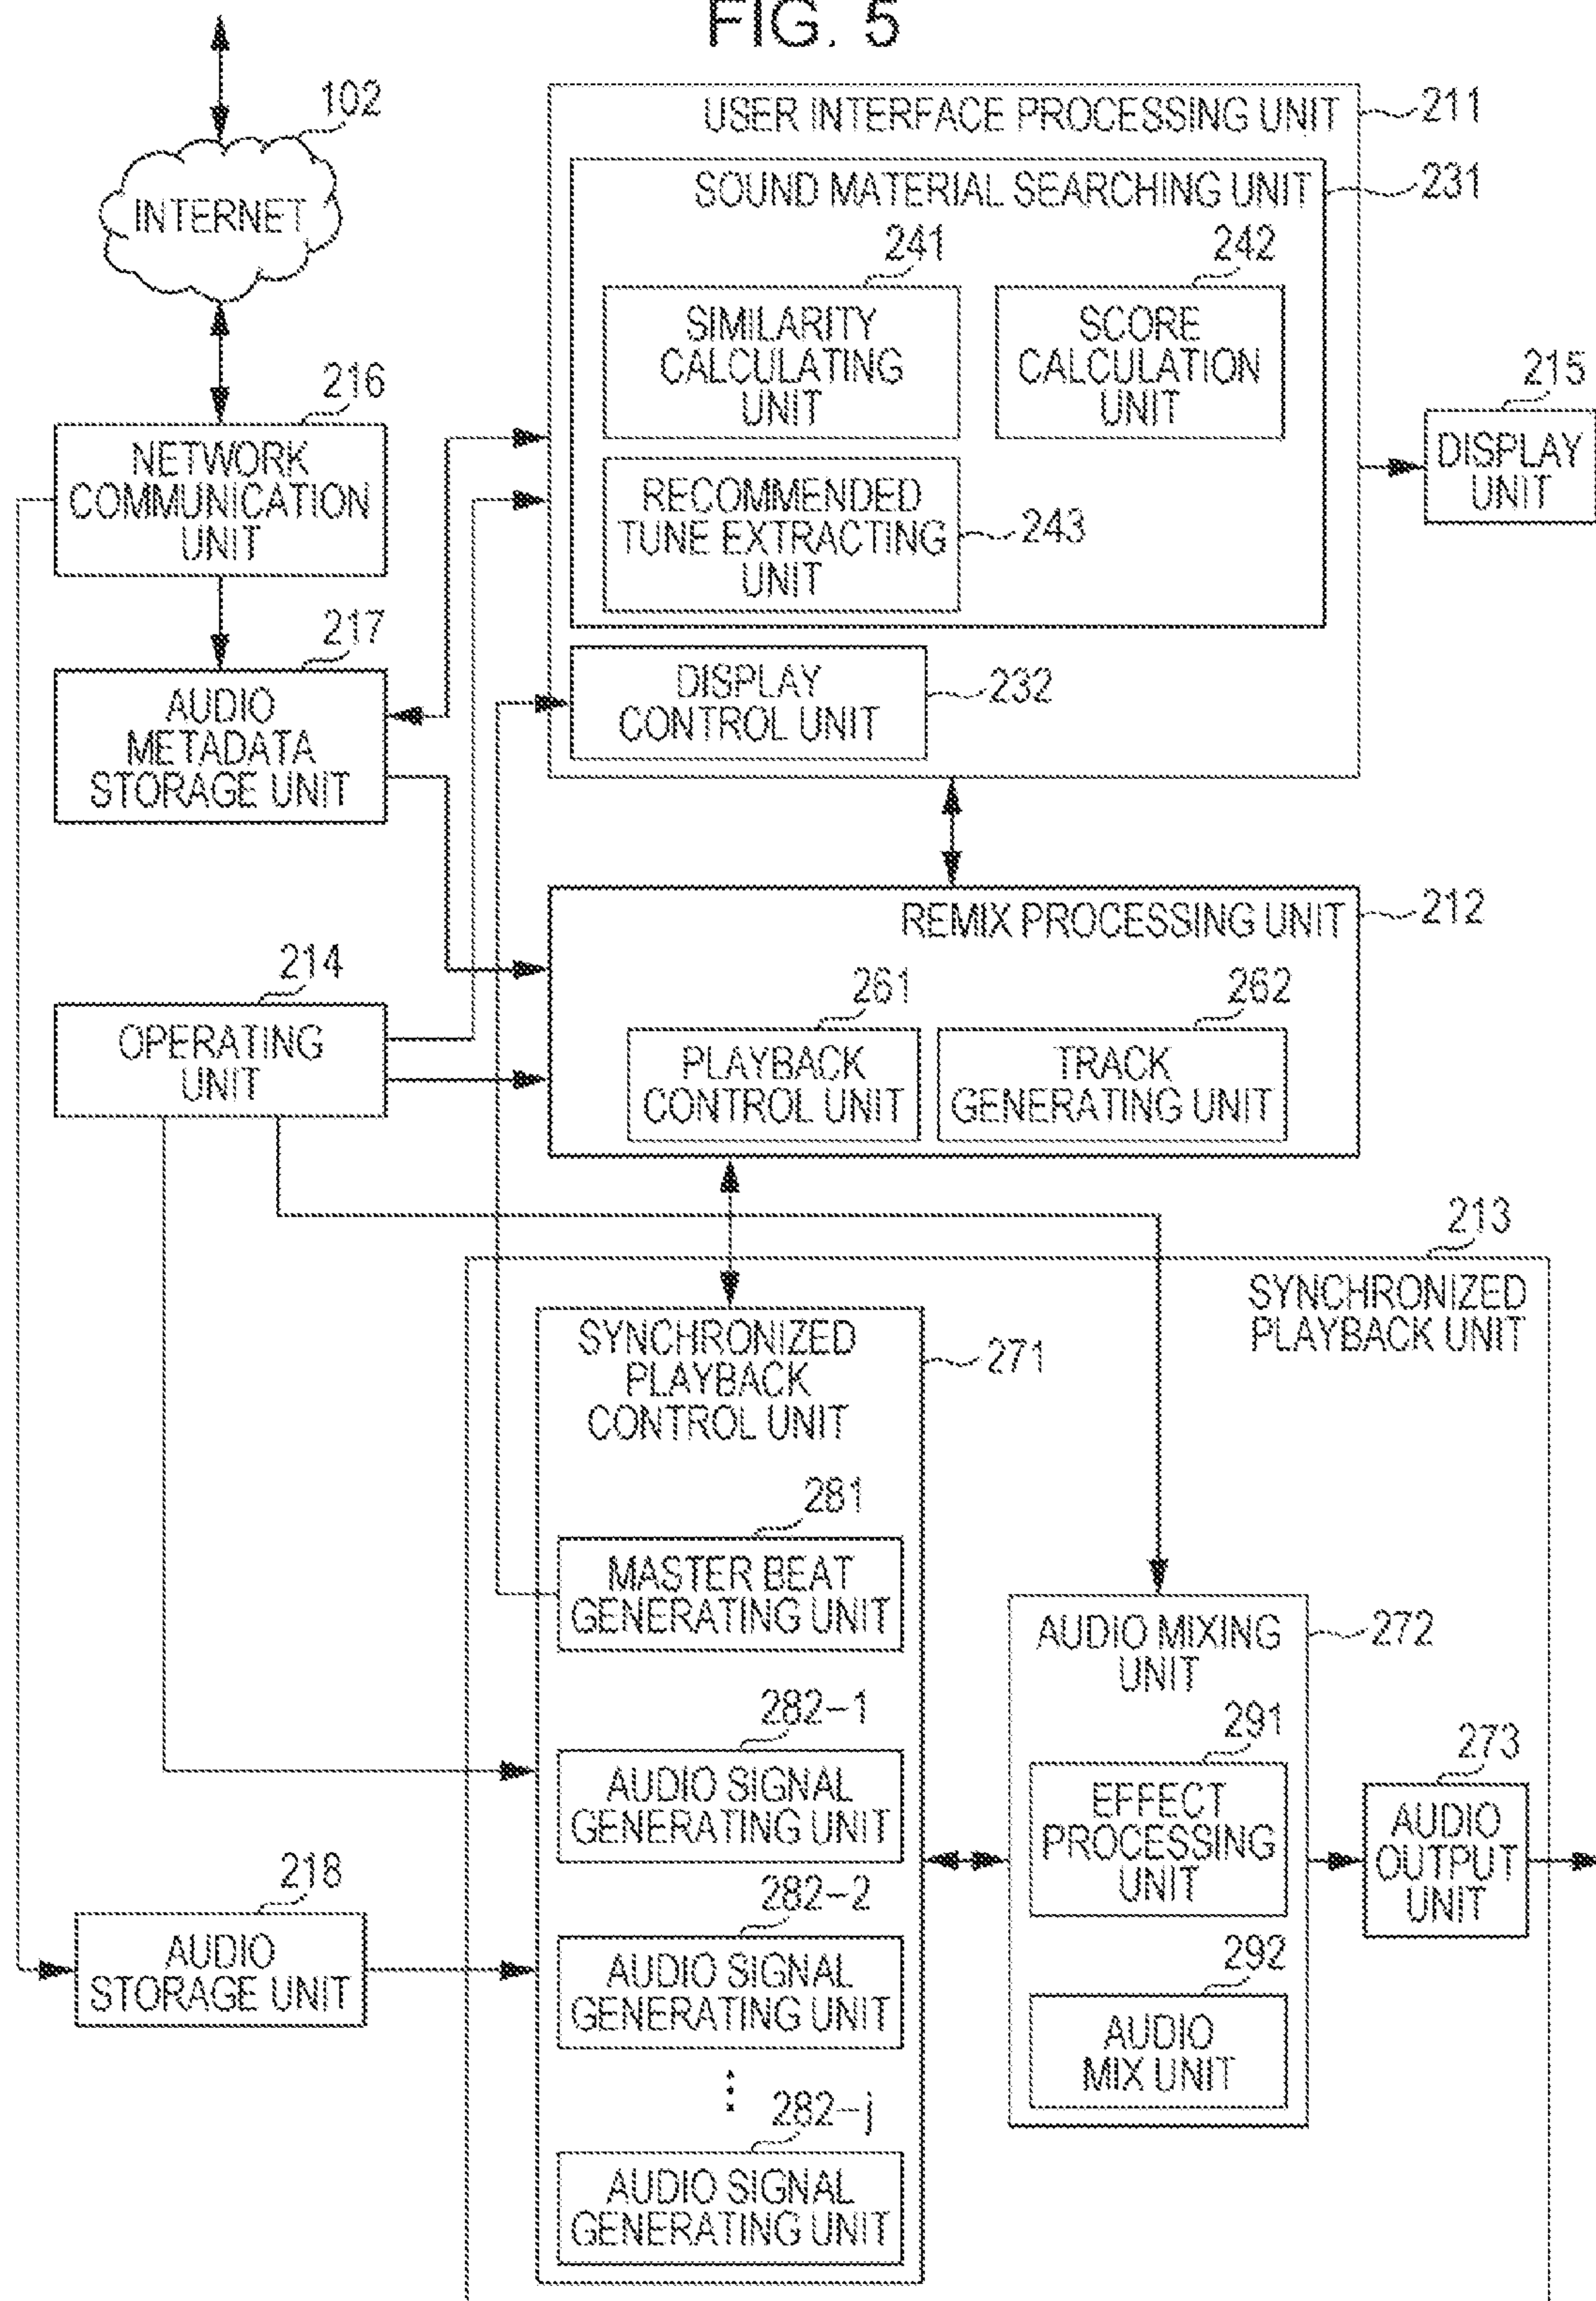 FIG. 5
102
INTERNET
USER INTERFACE PROCESSING UNIT
211
SOUND MATERIAL SEARCHING UNIT
231
241
SIMILARITY
CALCULATING
UNIT
242
SCORE
CALCULATION
UNIT
RECOMMENDED
TUNE EXTRACTING
UNIT
243
DISPLAY
CONTROL UNIT
232
215
DISPLAY
UNIT
216
NETWORK
COMMUNICATION
UNIT
217
AUDIO
METADATA
STORAGE UNIT
REMIX PROCESSING UNIT
212
261
PLAYBACK
CONTROL UNIT
262
TRACK
GENERATING UNIT
214
OPERATING
UNIT
213
SYNCHRONIZED
PLAYBACK UNIT
SYNCHRONIZED
PLAYBACK
CONTROL UNIT
271
281
MASTER BEAT
GENERATING UNIT
282-1
AUDIO SIGNAL
GENERATING UNIT
282-2
AUDIO SIGNAL
GENERATING UNIT
282-j
AUDIO SIGNAL
GENERATING UNIT
AUDIO MIXING
UNIT
272
291
EFFECT
PROCESSING
UNIT
292
AUDIO
MIX UNIT
273
AUDIO
OUTPUT
UNIT
218
AUDIO
STORAGE UNIT